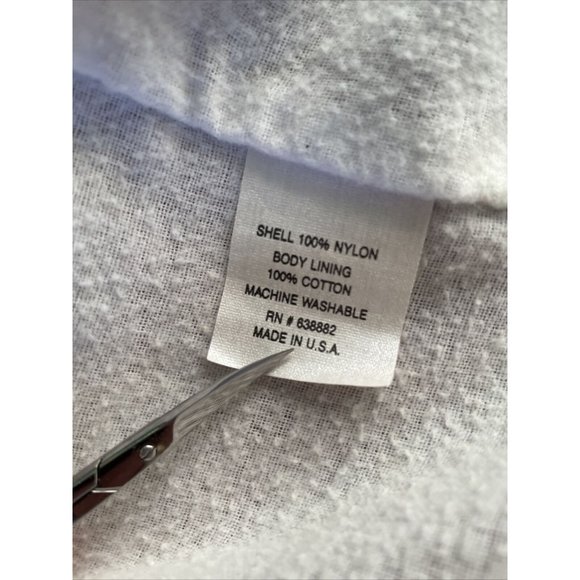 SHELL 100% NYLON
BODY LINING
100% COTTON
MACHINE WASHABLE
RN # 638882
MADE IN U.S.A.